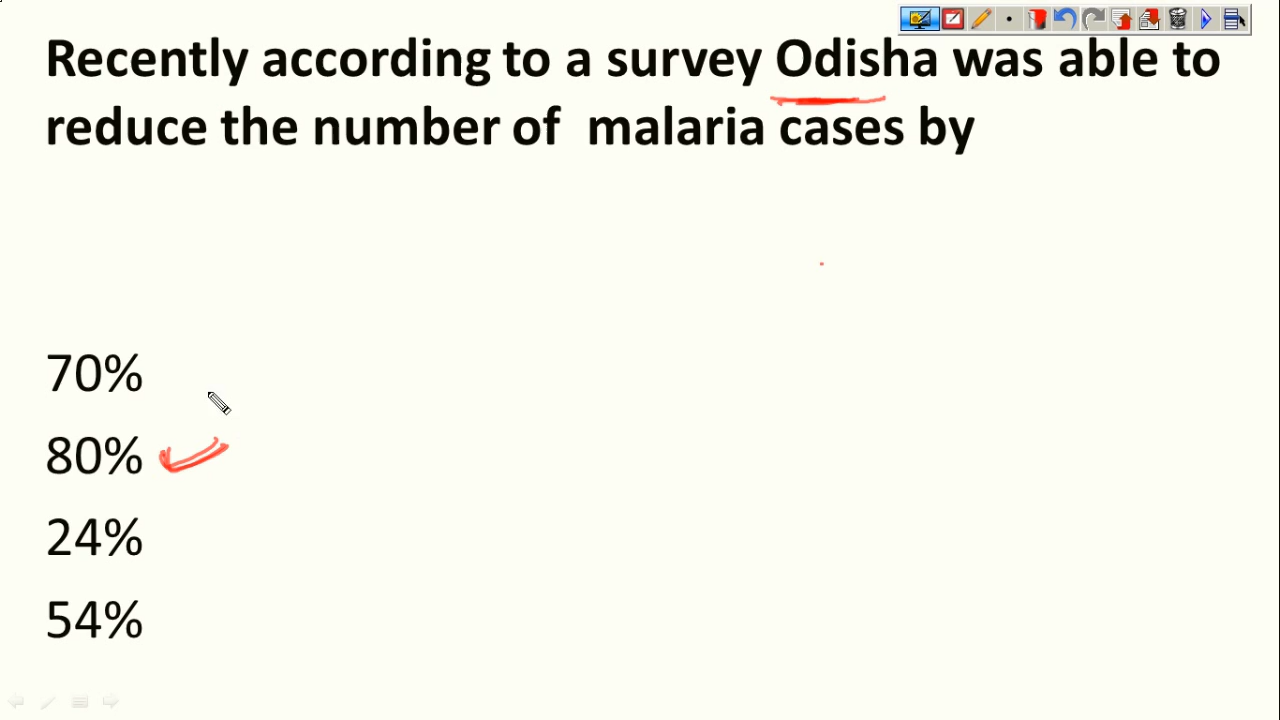 Recently according to a survey Odisha was able to
reduce the number of malaria cases by
70%
80%
24%
54%